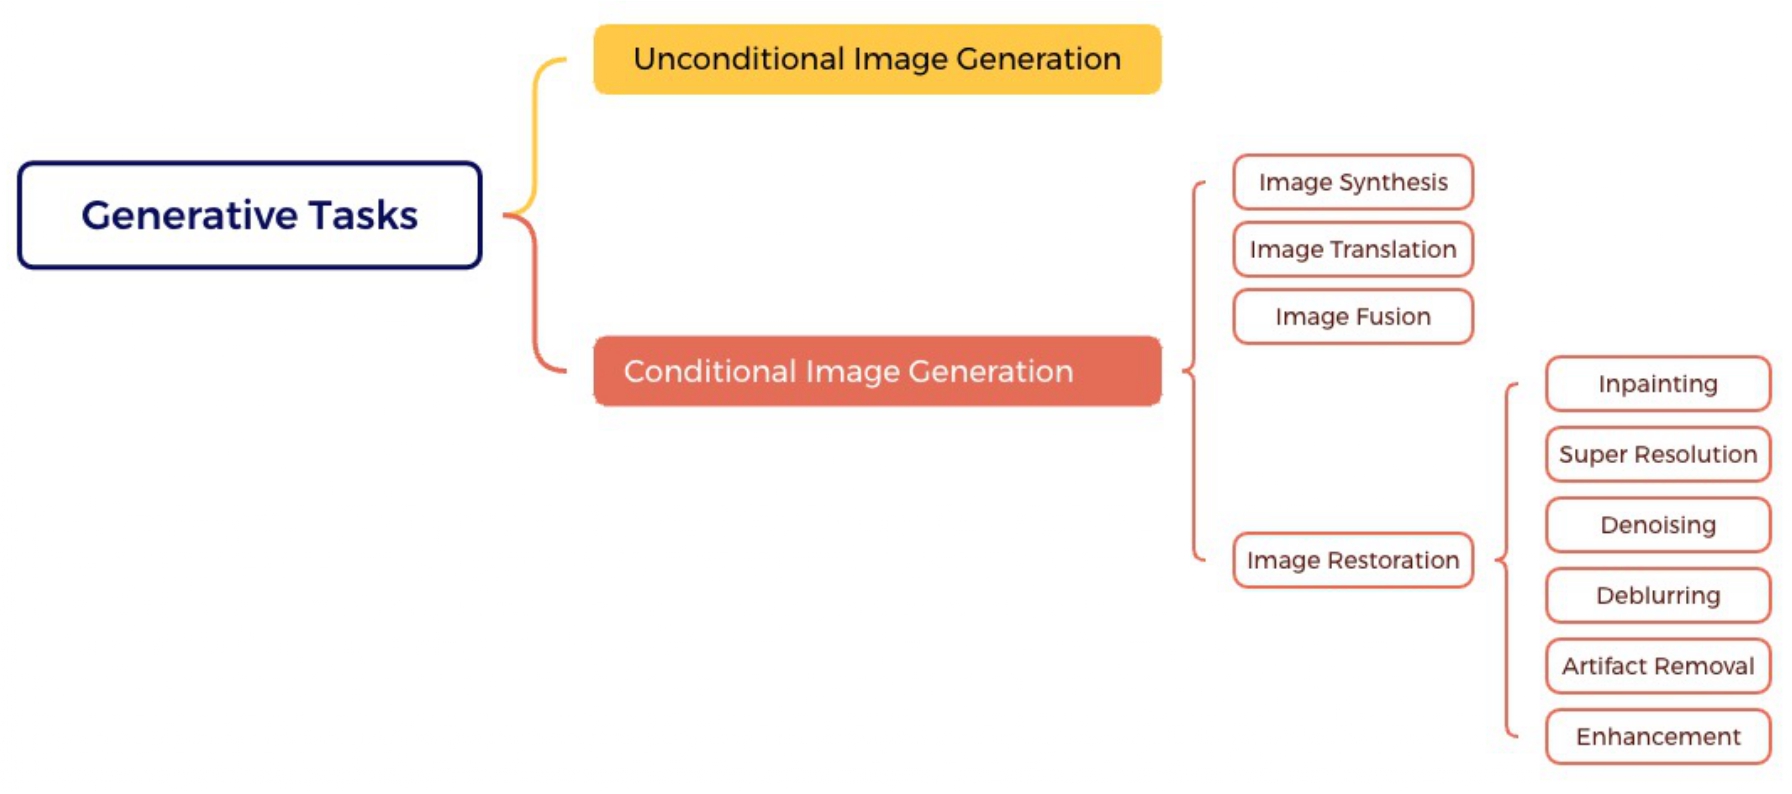 Generative Tasks
Unconditional Image Generation
Conditional Image Generation
Image Synthesis
Image Translation
Image Fusion
Image Restoration
Inpainting
Super Resolution
Denoising
Deblurring
Artifact Removal
Enhancement